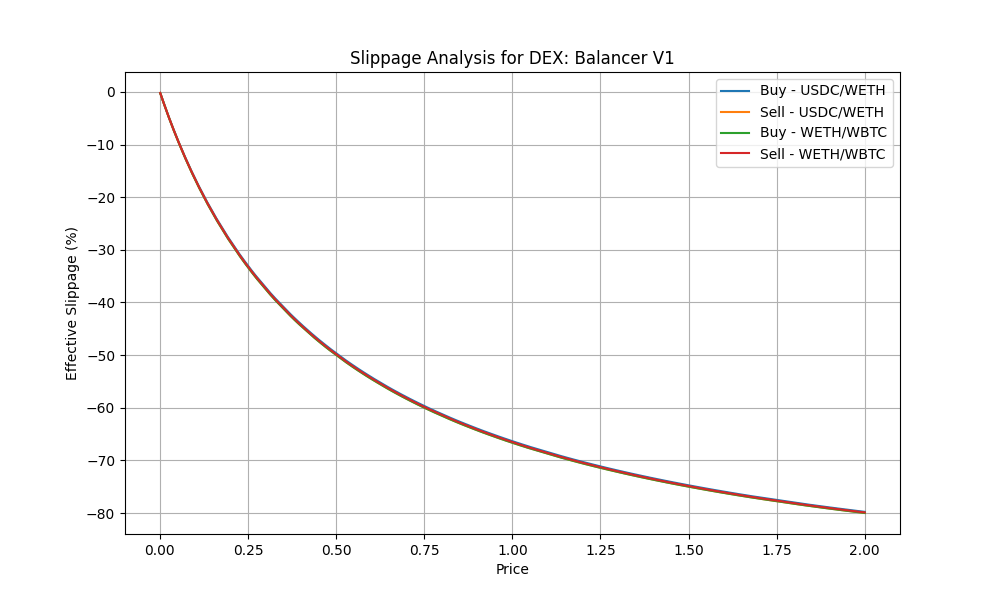 Slippage Analysis for DEX: Balancer V1
Buy - USDC/WETH
Sell - USDC/WETH
Buy - WETH/WBTC
Sell - WETH/WBTC
Effective Slippage (%)
0
−10
−20
−30
−40
−50
−60
−70
−80
0.00 0.25 0.50 0.75 1.00 1.25 1.50 1.75 2.00
Price